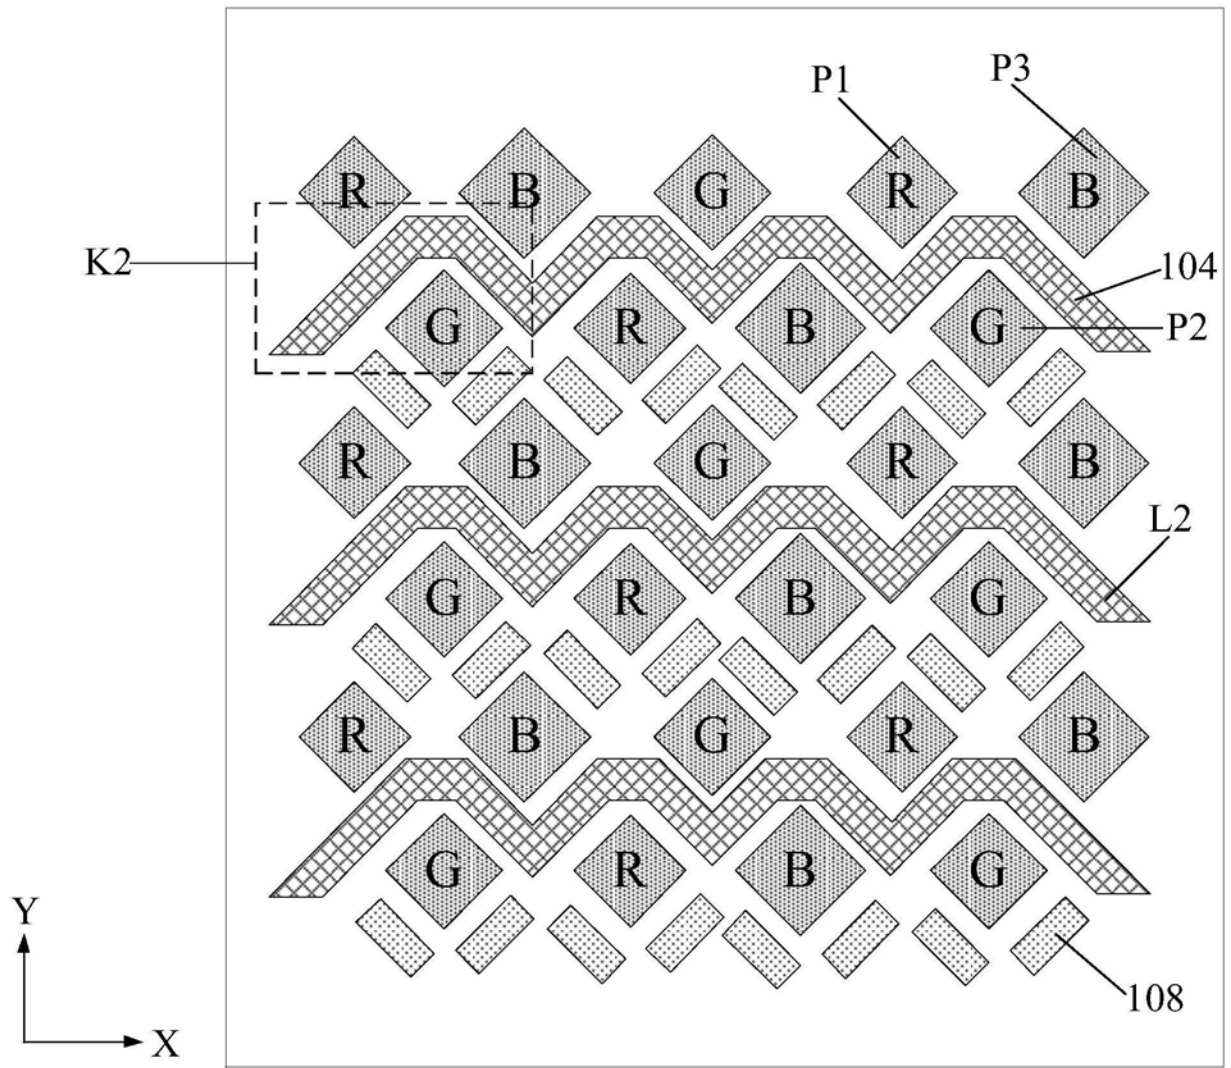 P1 P3
R B G R B
K2
104
G R B G P2
R B G R B
L2
G R B G
R B G R B
G R B G
Y
X
108